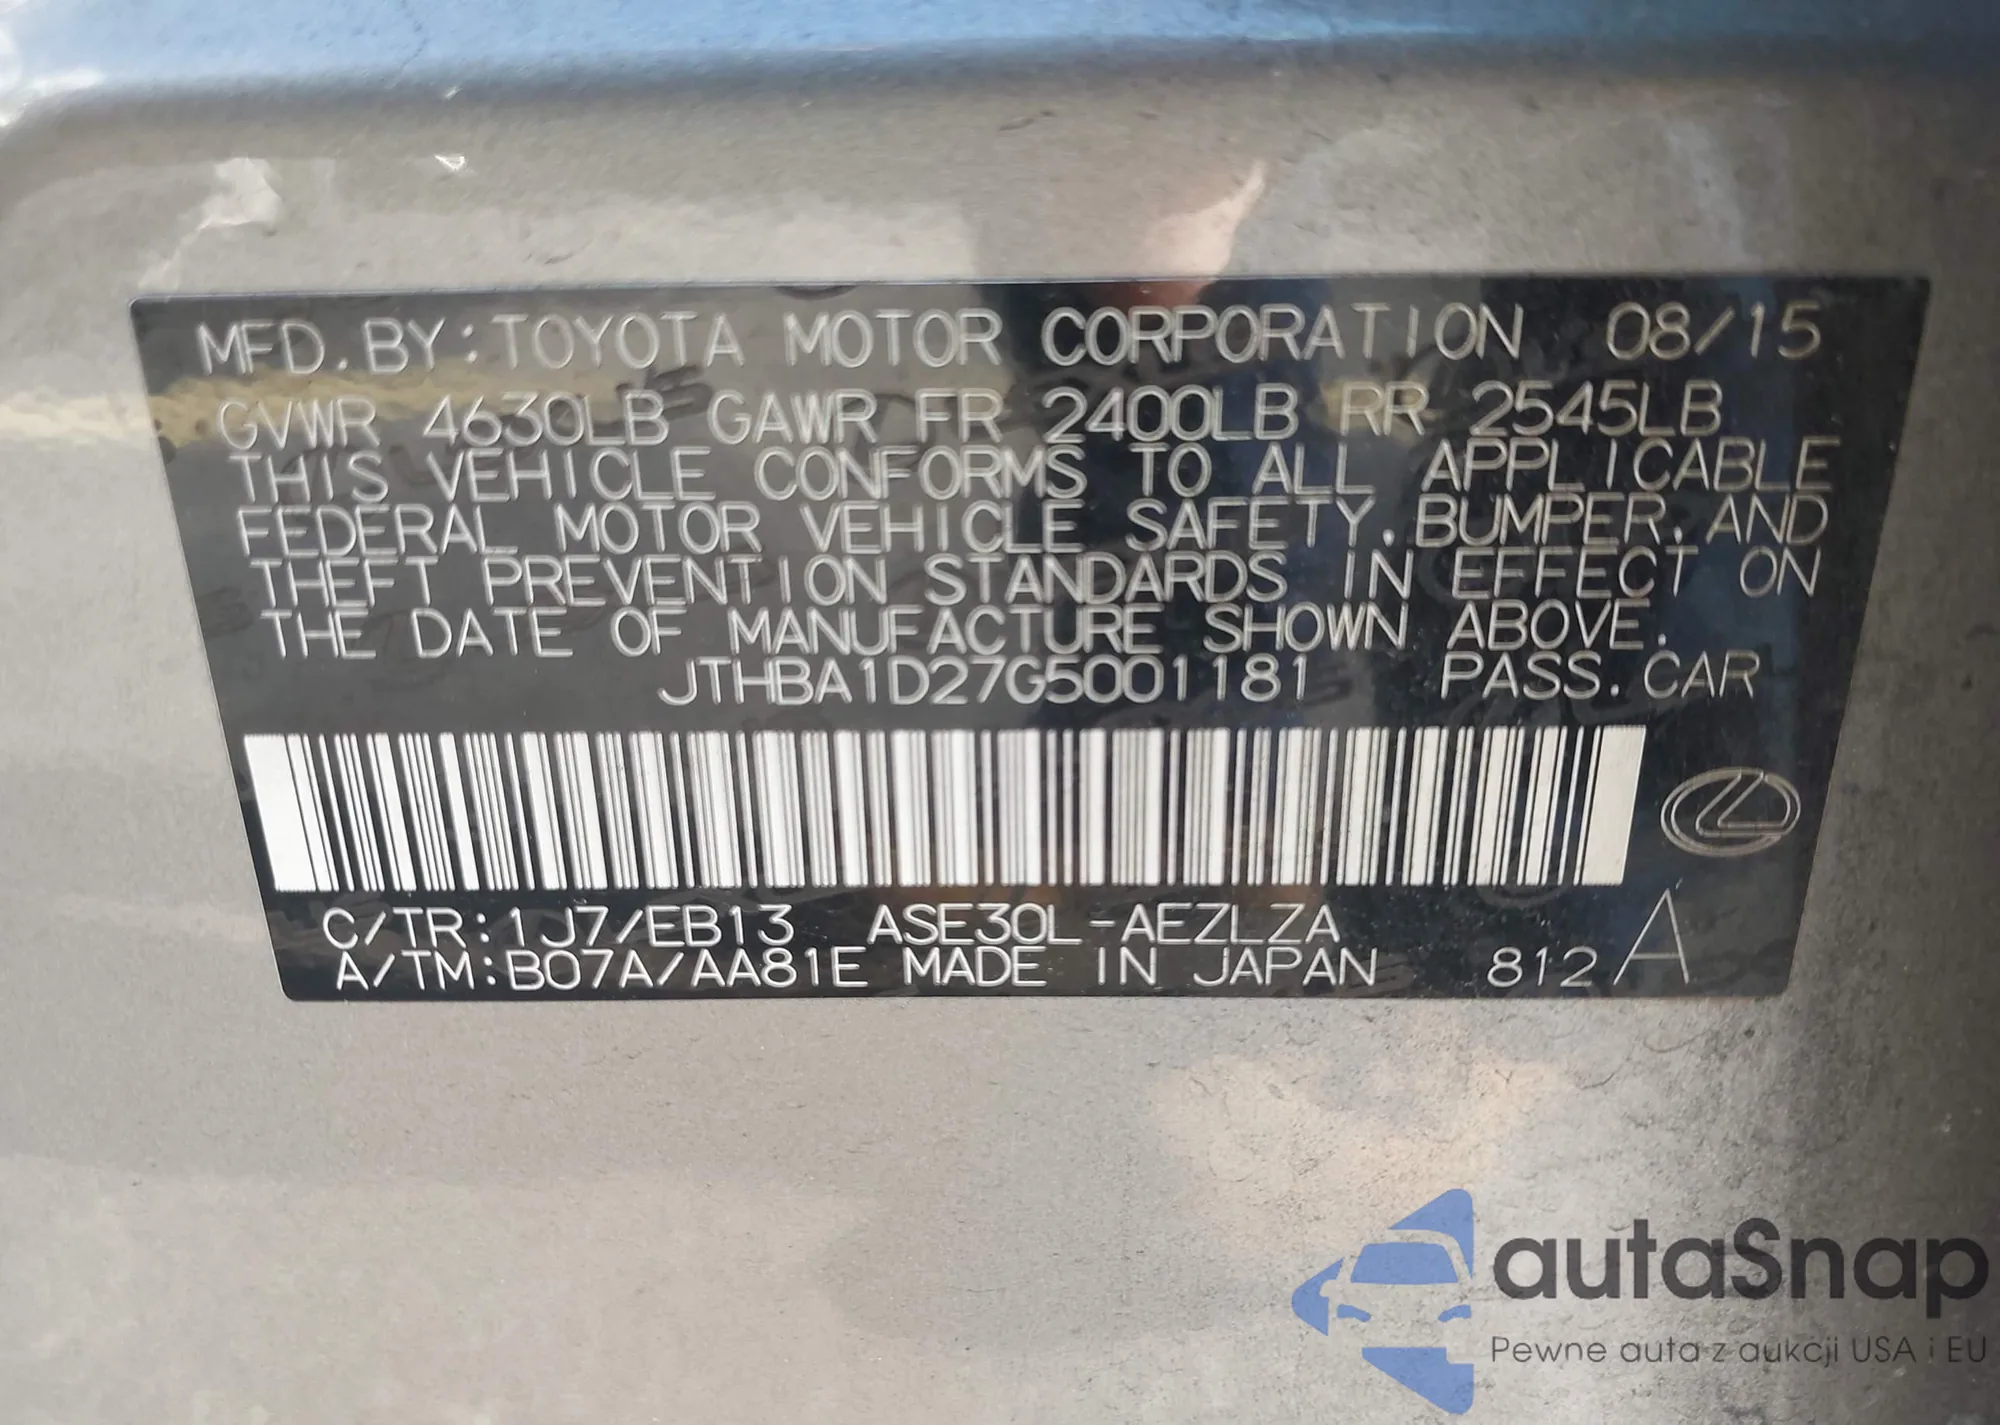 MFD. BY: TOYOTA MOTOR CORPORATION 08/15
GVWR 4630LB GAWR FR 2400LB RR 2545LB
THIS VEHICLE CONFORMS TO ALL APPLICABLE
FEDERAL MOTOR VEHICLE SAFETY, BUMPER, AND
THEFT PREVENTION STANDARDS IN EFFECT ON
THE DATE OF MANUFACTURE SHOWN ABOVE.
JTHBA1D27G5001181 PASS. CAR
C/TR: 1J7/EB13 ASE30L-AEZLZA
A/TM: B07A/AA81E MADE IN JAPAN 812 A
autaSnap
Pewne auta z aukcji USA i EU